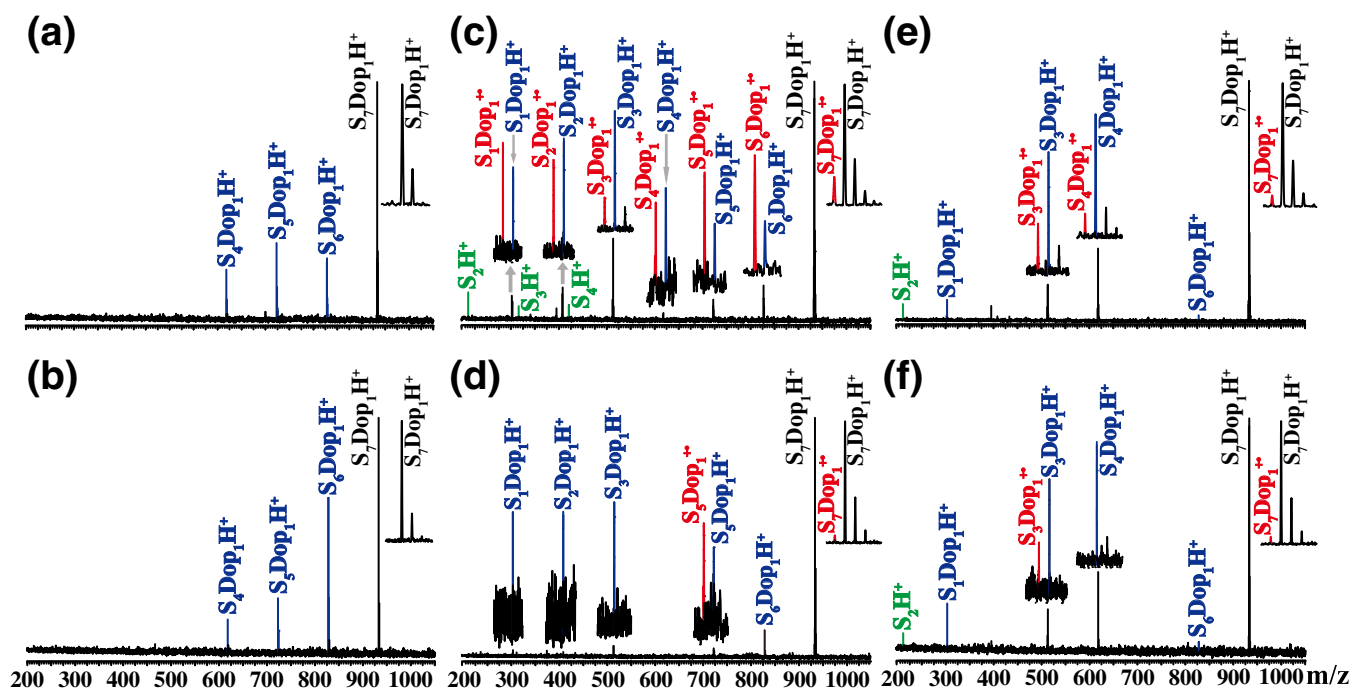 (a)
S₄Dop₁H⁺
S₅Dop₁H⁺
S₆Dop₁H⁺
S₇Dop₁H⁺
S₇Dop₁H⁺
(c)
S₂H⁺
S₁Dop₁⁺•
S₁Dop₁H⁺
S₃H⁺
S₂Dop₁⁺•
S₂Dop₁H⁺
S₄H⁺
S₃Dop₁⁺•
S₃Dop₁H⁺
S₄Dop₁⁺•
S₄Dop₁H⁺
S₅Dop₁⁺•
S₅Dop₁H⁺
S₆Dop₁⁺•
S₆Dop₁H⁺
S₇Dop₁H⁺
S₇Dop₁⁺•
S₇Dop₁H⁺
(e)
S₂H⁺
S₁Dop₁H⁺
S₃Dop₁⁺•
S₃Dop₁H⁺
S₄Dop₁⁺•
S₄Dop₁H⁺
S₆Dop₁H⁺
S₇Dop₁H⁺
S₇Dop₁⁺•
S₇Dop₁H⁺
(b)
S₄Dop₁H⁺
S₅Dop₁H⁺
S₆Dop₁H⁺
S₇Dop₁H⁺
S₇Dop₁H⁺
200 300 400 500 600 700 800 900 1000
(d)
S₁Dop₁H⁺
S₂Dop₁H⁺
S₃Dop₁H⁺
S₅Dop₁⁺•
S₅Dop₁H⁺
S₆Dop₁H⁺
S₇Dop₁H⁺
S₇Dop₁⁺•
S₇Dop₁H⁺
200 300 400 500 600 700 800 900 1000
(f)
S₂H⁺
S₁Dop₁H⁺
S₃Dop₁⁺•
S₃Dop₁H⁺
S₄Dop₁H⁺
S₆Dop₁H⁺
S₇Dop₁H⁺
S₇Dop₁⁺•
S₇Dop₁H⁺
200 300 400 500 600 700 800 900 1000 m/z